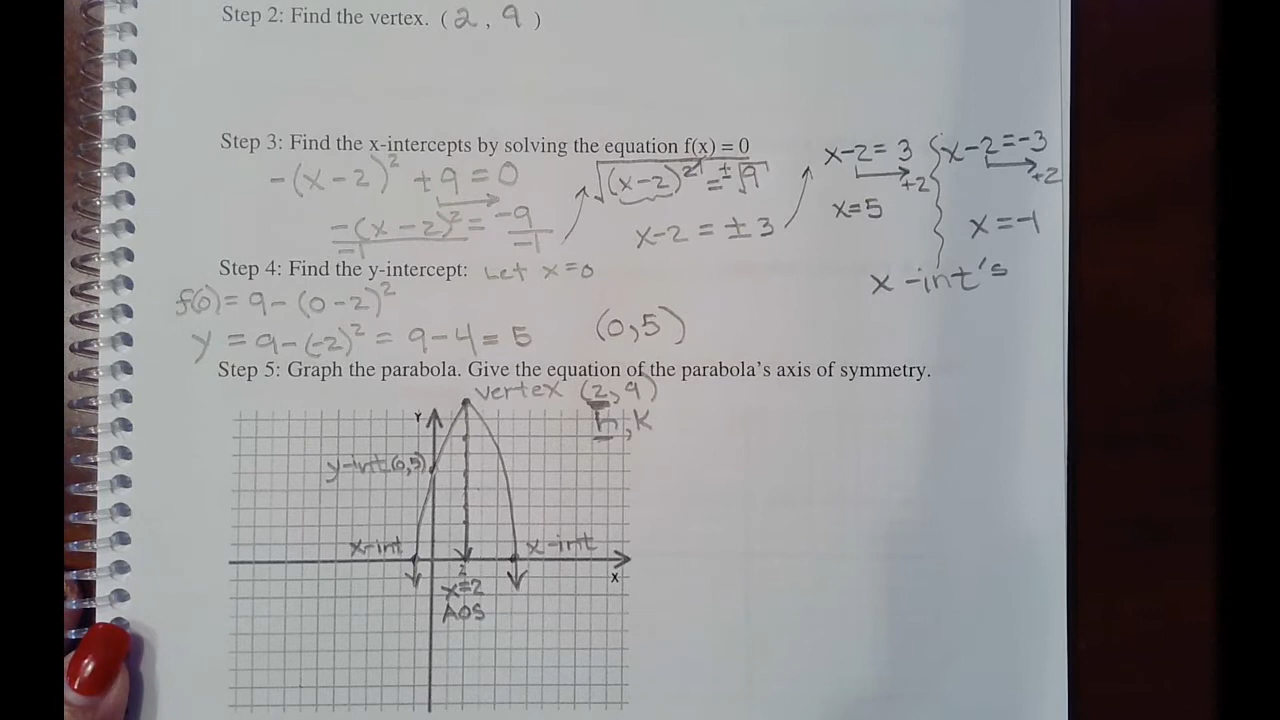 Step 2: Find the vertex. (2, 9)
Step 3: Find the x-intercepts by solving the equation f(x) = 0
-(x-2)² + 9 = 0
-(x-2)² = -9
-1 -1
√(x-2)² = ±√9
x-2 = ±3
x-2 = 3
+2
x=5
x-2=-3
+2
x=-1
x-int's
Step 4: Find the y-intercept: Let x=0
f(0) = 9-(0-2)²
y = 9-(-2)² = 9-4 = 5 (0,5)
Step 5: Graph the parabola. Give the equation of the parabola's axis of symmetry.
vertex (2,9)
h,k
Y
y-int(0,5)
x-int
x-int
x
2
x=2
AOS